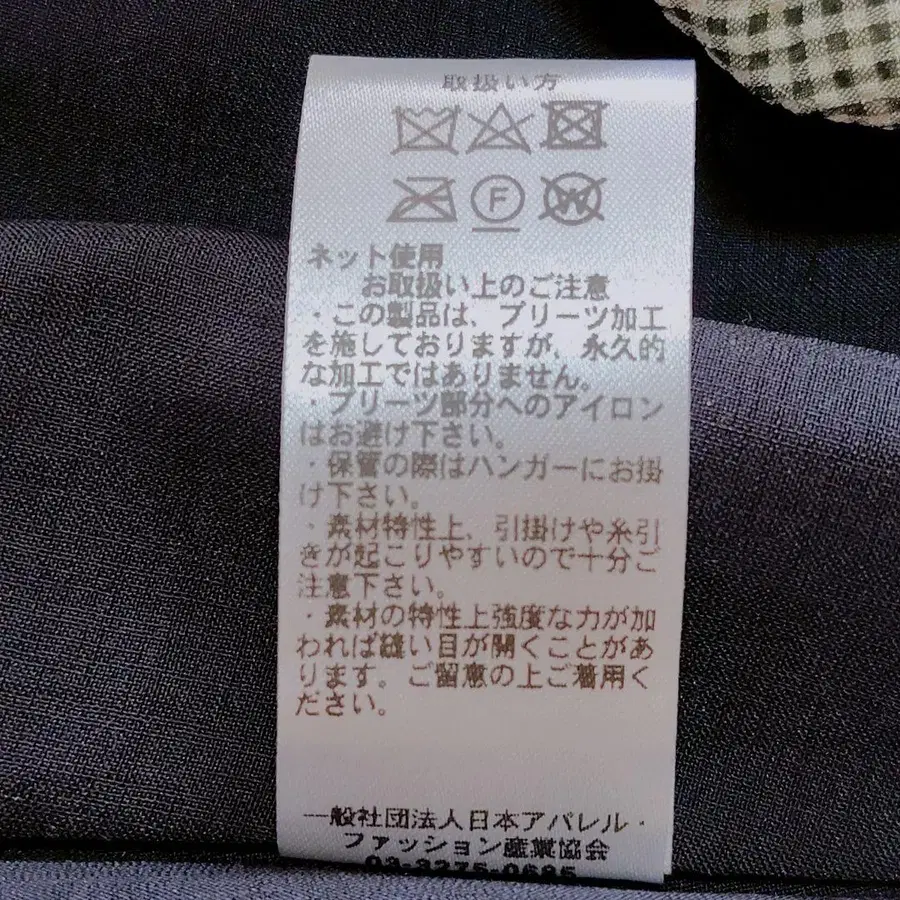 取扱い方
F W
ネット使用
お取扱い上のご注意
・この製品は、プリーツ加工
を施しておりますが、永久的
な加工ではありません。
・プリーツ部分へのアイロン
はお避け下さい。
・保管の際はハンガーにお掛
け下さい。
・素材特性上、引掛けや糸引
きが起こりやすいので十分ご
注意下さい。
・素材の特性上強度な力が加
われば縫い目が開くことがあ
ります。ご留意の上ご着用く
ださい。
一般社団法人日本アパレル・
ファッション産業協会
03-3275-0685